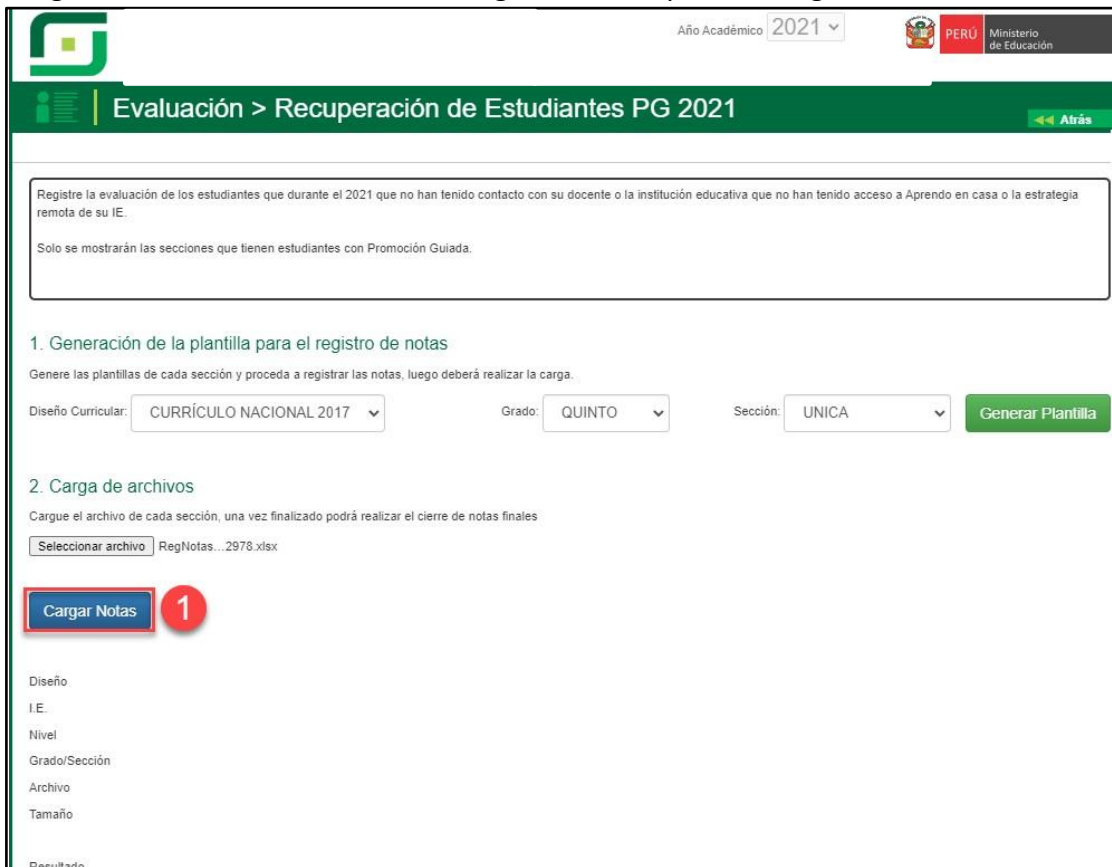 Año Académico 2021
PERÚ Ministerio
de Educación
Evaluación > Recuperación de Estudiantes PG 2021
Atrás
Registre la evaluación de los estudiantes que durante el 2021 que no han tenido contacto con su docente o la institución educativa que no han tenido acceso a Aprendo en casa o la estrategia
remota de su IE.
Solo se mostrarán las secciones que tienen estudiantes con Promoción Guiada.
1. Generación de la plantilla para el registro de notas
Genere las plantillas de cada sección y proceda a registrar las notas, luego deberá realizar la carga.
Diseño Curricular: CURRÍCULO NACIONAL 2017 Grado: QUINTO Sección: UNICA Generar Plantilla
2. Carga de archivos
Cargue el archivo de cada sección, una vez finalizado podrá realizar el cierre de notas finales
Seleccionar archivo RegNotas...2978.xlsx
Cargar Notas 1
Diseño
I.E.
Nivel
Grado/Sección
Archivo
Tamaño
Resultado